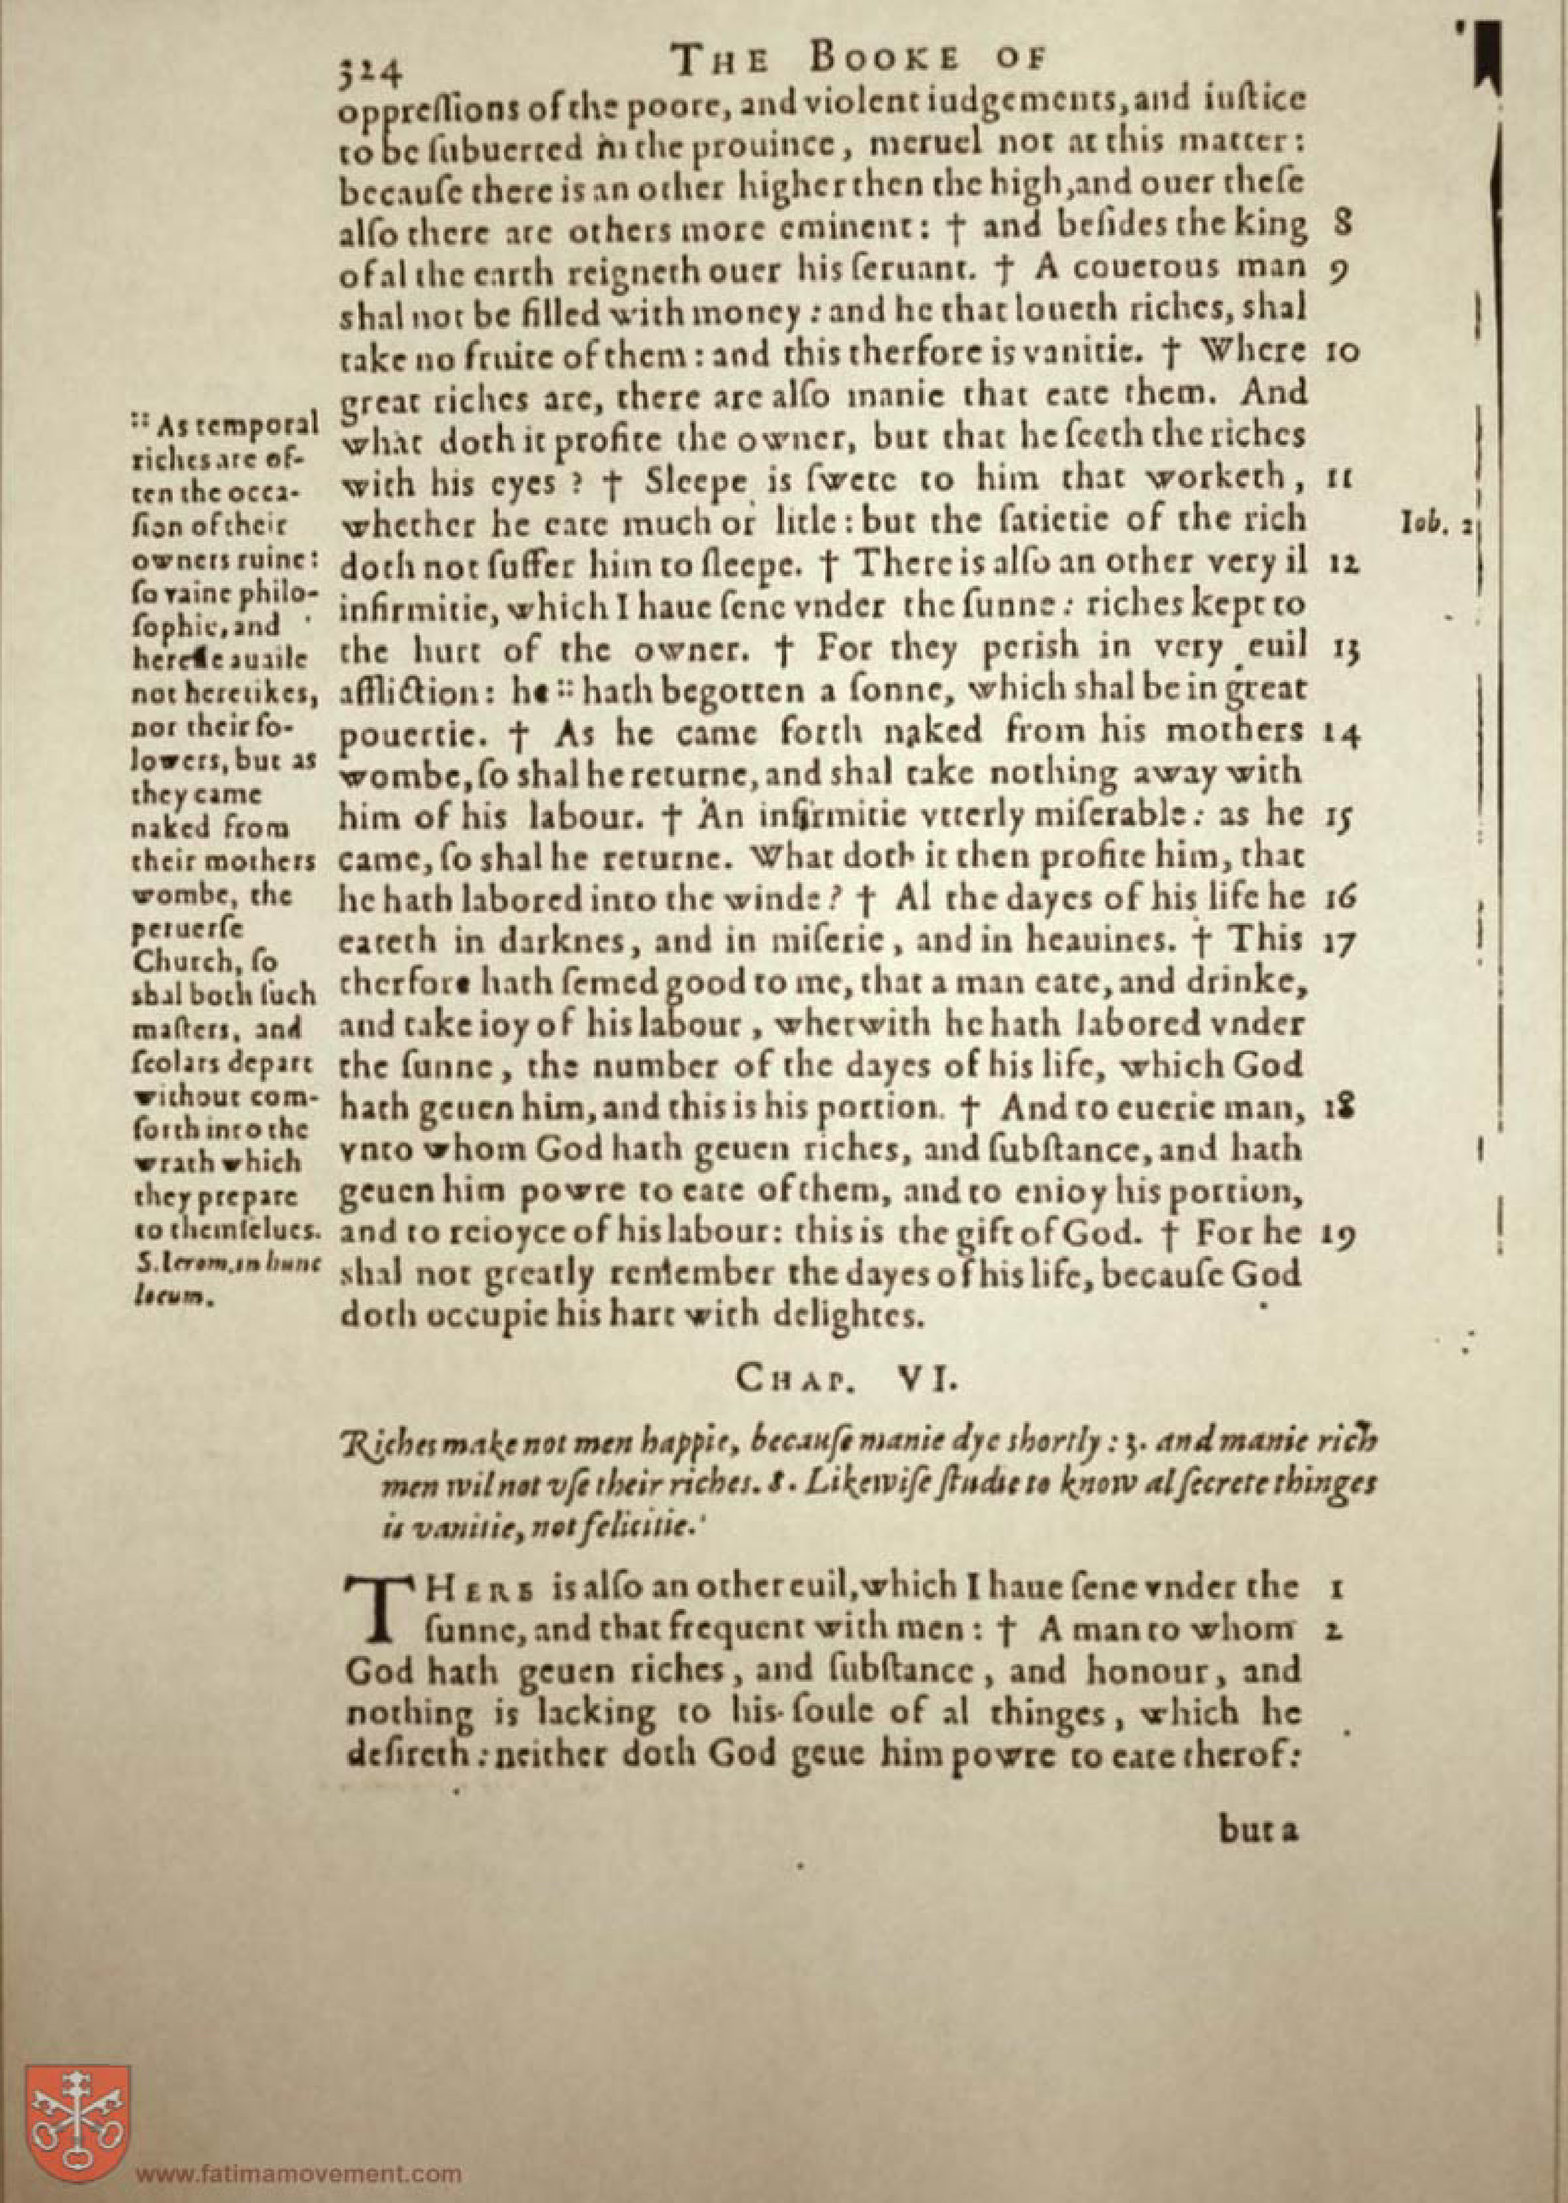 324 THE BOOKE OF
oppreſſions of the poore, and violent iudgements, and iuſtice
to be ſubuerted in the prouince, meruel not at this matter:
becauſe there is an other higher then the high, and ouer theſe
alſo there are others more eminent: † and beſides the king 8
of al the earth reigneth ouer his ſeruant. † A couetous man 9
shal not be filled with money: and he that loueth riches, shal
take no fruite of them: and this therfore is vanitie. † Where 10
great riches are, there are alſo manie that eate them. And
what doth it profite the owner, but that he ſeeth the riches
with his eyes? † Sleepe is ſwete to him that worketh, 11
whether he eate much or litle: but the ſatietie of the rich
doth not ſuffer him to ſleepe. † There is alſo an other very il 12
infirmitie, which I haue ſene vnder the ſunne: riches kept to
the hurt of the owner. † For they perish in very euil 13
affliction: he :: hath begotten a ſonne, which shal be in great
pouertie. † As he came forth naked from his mothers 14
wombe, ſo shal he returne, and shal take nothing away with
him of his labour. † An infirmitie vtterly miſerable: as he 15
came, ſo shal he returne. What doth it then profite him, that
he hath labored into the winde? † Al the dayes of his life he 16
eateth in darknes, and in miſerie, and in heauines. † This 17
therfore hath ſemed good to me, that a man eate, and drinke,
and take ioy of his labour, wherwith he hath labored vnder
the ſunne, the number of the dayes of his life, which God
hath geuen him, and this is his portion. † And to euerie man, 18
vnto whom God hath geuen riches, and ſubſtance, and hath
geuen him powre to eate of them, and to enioy his portion,
and to reioyce of his labour: this is the gift of God. † For he 19
shal not greatly remember the dayes of his life, becauſe God
doth occupie his hart with delightes.
:: As temporal
riches are of-
ten the occa-
ſion of their
owners ruine:
ſo vaine philo-
ſophie, and
hereſie auaile
not heretikes,
nor their fo-
lowers, but as
they came
naked from
their mothers
wombe, the
peruerſe
Church, ſo
shal both ſuch
maſters, and
ſcolars depart
without com-
forth into the
wrath which
they prepare
to themſelues.
S. Ierom. in hunc
locum.
Iob. 2
CHAP. VI.
Riches make not men happie, becauſe manie dye shortly: 3. and manie rich
men wil not vſe their riches. 8. Likewiſe ſtudie to know al ſecrete thinges
is vanitie, not felicitie.
THERE is alſo an other euil, which I haue ſene vnder the 1
ſunne, and that frequent with men: † A man to whom 2
God hath geuen riches, and ſubſtance, and honour, and
nothing is lacking to his ſoule of al thinges, which he
deſireth: neither doth God geue him powre to eate therof:
but a
www.fatimamovement.com